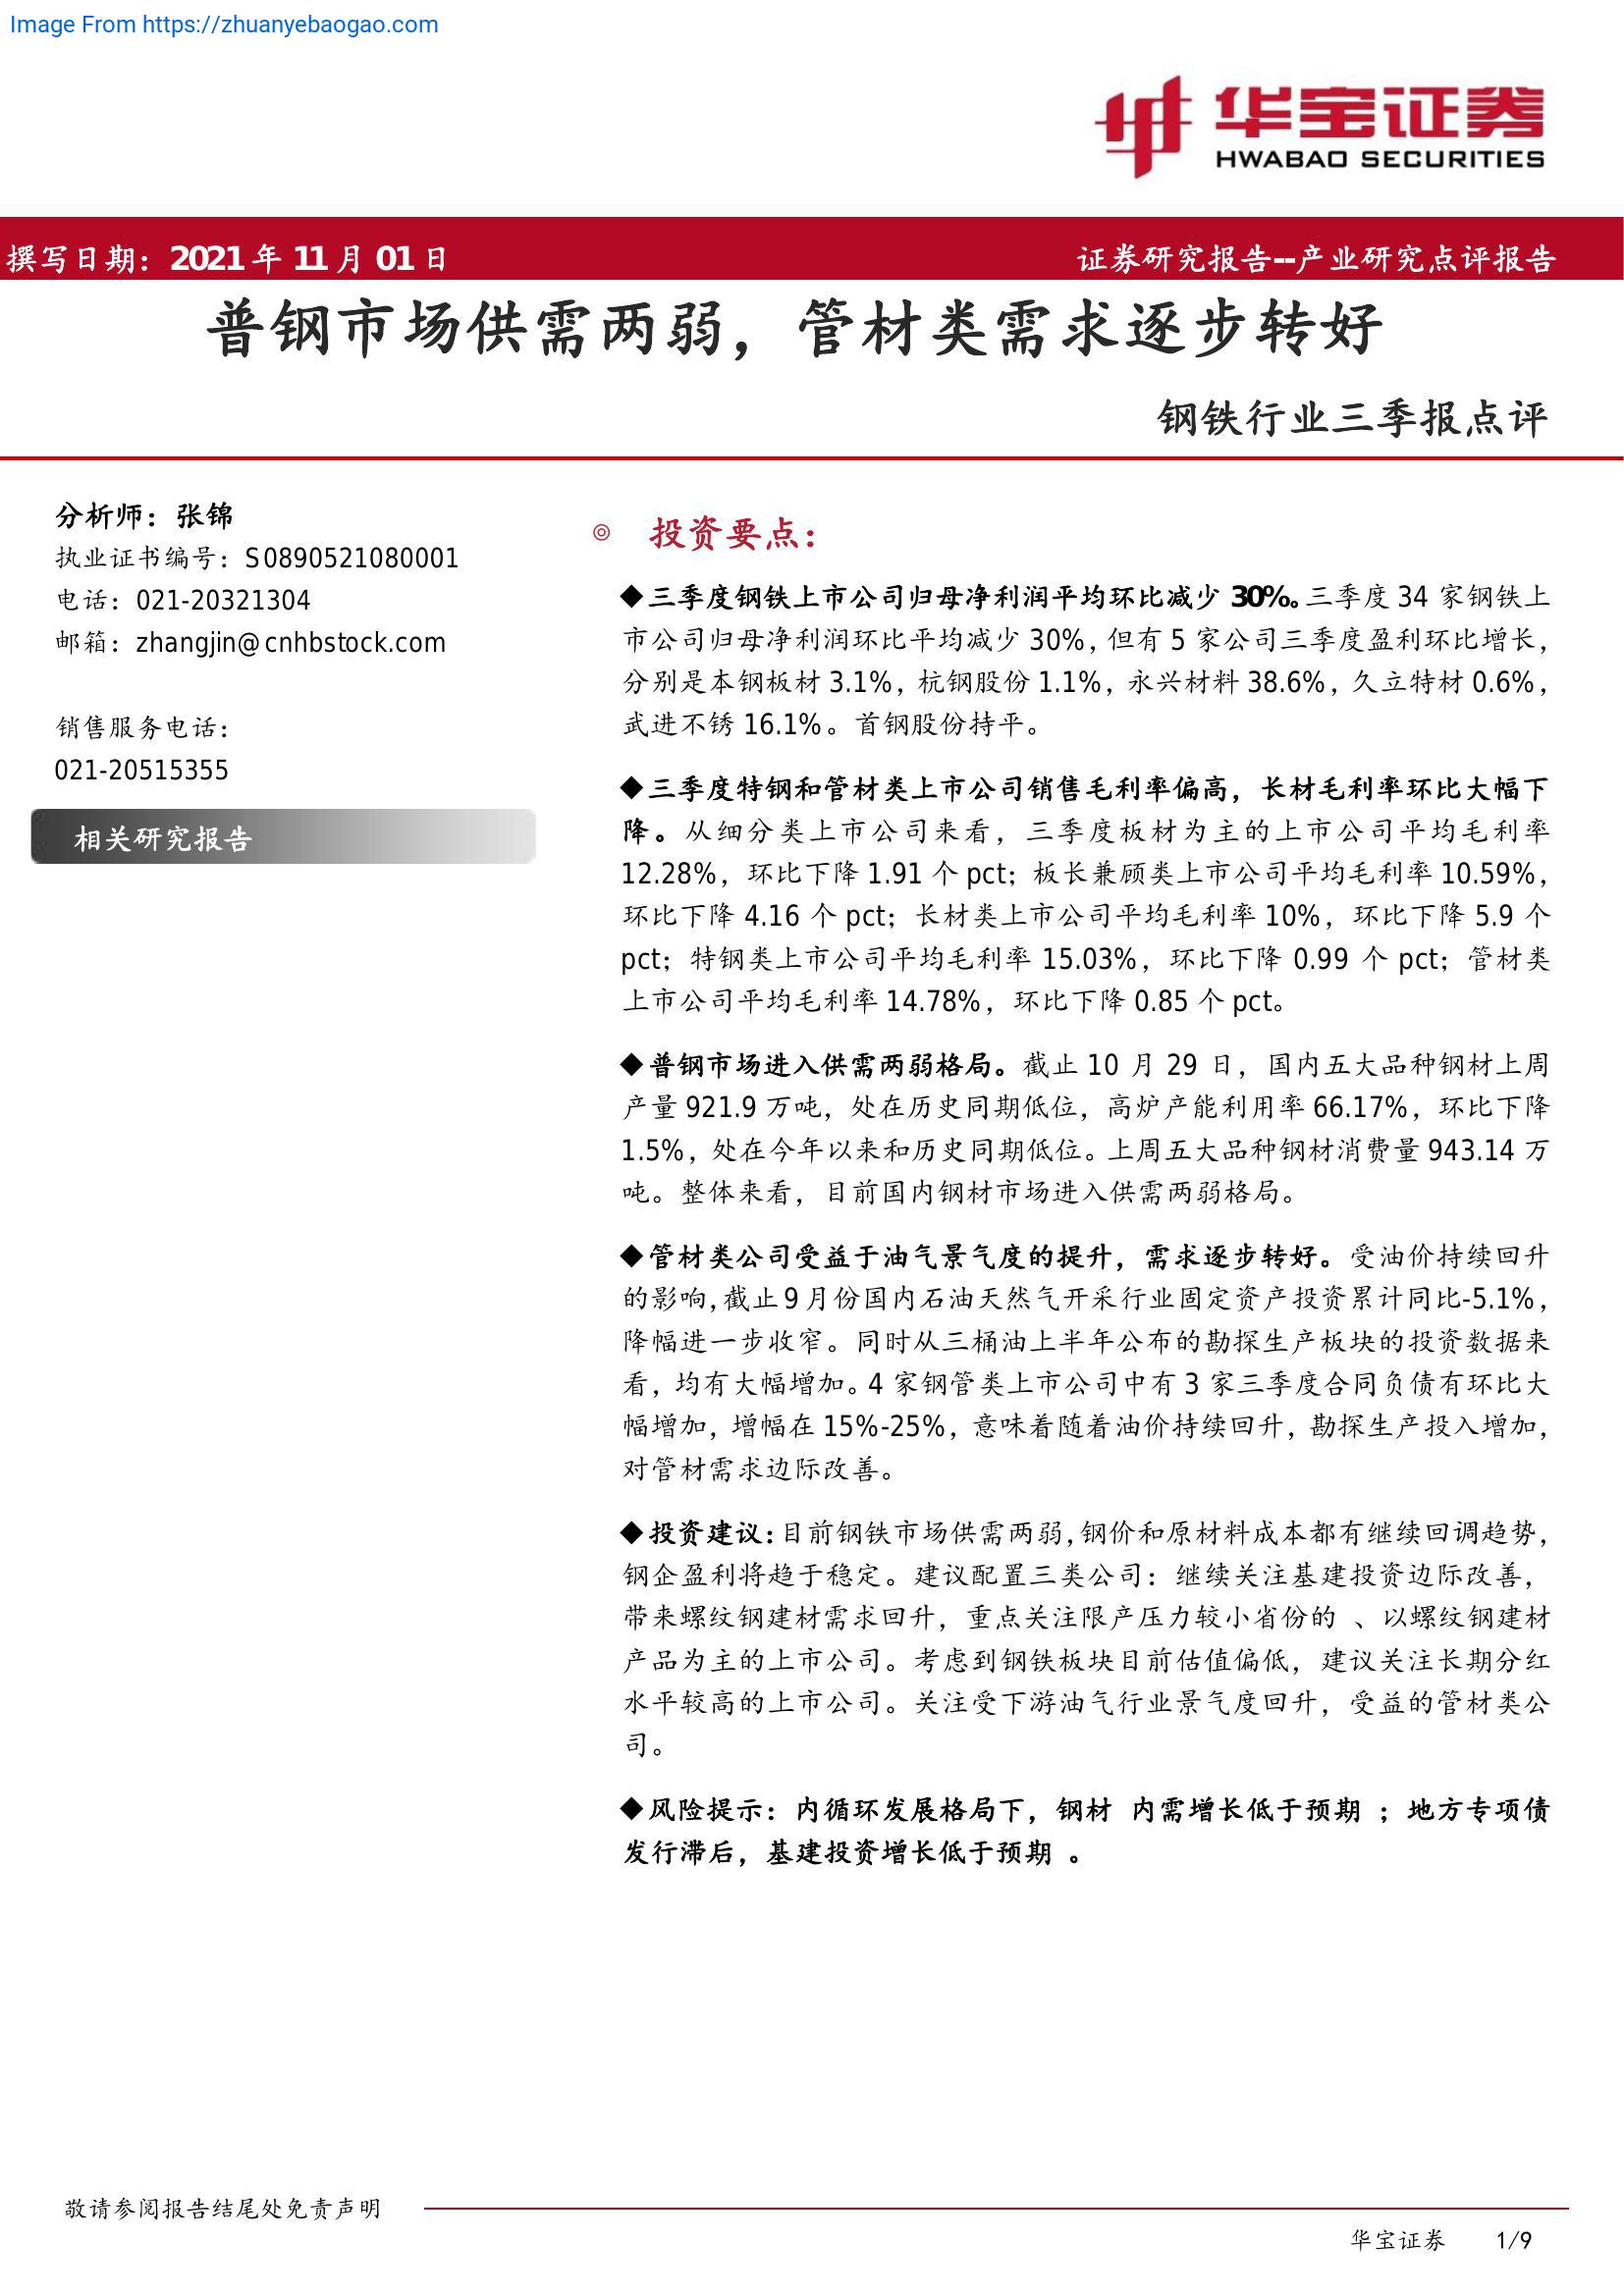 Image From https://zhuanyebaogao.com
华宝证券
HWABAO SECURITIES
撰写日期：2021 年 11 月 01 日
证券研究报告--产业研究点评报告
普钢市场供需两弱，管材类需求逐步转好
钢铁行业三季报点评
分析师：张锦
执业证书编号：S0890521080001
电话：021-20321304
邮箱：zhangjin@cnhbstock.com
销售服务电话：
021-20515355
相关研究报告
◎ 投资要点：
◆三季度钢铁上市公司归母净利润平均环比减少 30%。三季度 34 家钢铁上
市公司归母净利润环比平均减少 30%，但有 5 家公司三季度盈利环比增长，
分别是本钢板材 3.1%，杭钢股份 1.1%，永兴材料 38.6%，久立特材 0.6%，
武进不锈 16.1%。首钢股份持平。
◆三季度特钢和管材类上市公司销售毛利率偏高，长材毛利率环比大幅下
降。从细分类上市公司来看，三季度板材为主的上市公司平均毛利率
12.28%，环比下降 1.91 个 pct；板长兼顾类上市公司平均毛利率 10.59%，
环比下降 4.16 个 pct；长材类上市公司平均毛利率 10%，环比下降 5.9 个
pct；特钢类上市公司平均毛利率 15.03%，环比下降 0.99 个 pct；管材类
上市公司平均毛利率 14.78%，环比下降 0.85 个 pct。
◆普钢市场进入供需两弱格局。截止 10 月 29 日，国内五大品种钢材上周
产量 921.9 万吨，处在历史同期低位，高炉产能利用率 66.17%，环比下降
1.5%，处在今年以来和历史同期低位。上周五大品种钢材消费量 943.14 万
吨。整体来看，目前国内钢材市场进入供需两弱格局。
◆管材类公司受益于油气景气度的提升，需求逐步转好。受油价持续回升
的影响，截止 9 月份国内石油天然气开采行业固定资产投资累计同比-5.1%，
降幅进一步收窄。同时从三桶油上半年公布的勘探生产板块的投资数据来
看，均有大幅增加。4 家钢管类上市公司中有 3 家三季度合同负债有环比大
幅增加，增幅在 15%-25%，意味着随着油价持续回升，勘探生产投入增加，
对管材需求边际改善。
◆投资建议：目前钢铁市场供需两弱，钢价和原材料成本都有继续回调趋势，
钢企盈利将趋于稳定。建议配置三类公司：继续关注基建投资边际改善，
带来螺纹钢建材需求回升，重点关注限产压力较小省份的 、以螺纹钢建材
产品为主的上市公司。考虑到钢铁板块目前估值偏低，建议关注长期分红
水平较高的上市公司。关注受下游油气行业景气度回升，受益的管材类公
司。
◆风险提示：内循环发展格局下，钢材 内需增长低于预期 ；地方专项债
发行滞后，基建投资增长低于预期 。
敬请参阅报告结尾处免责声明
华宝证券 1/9